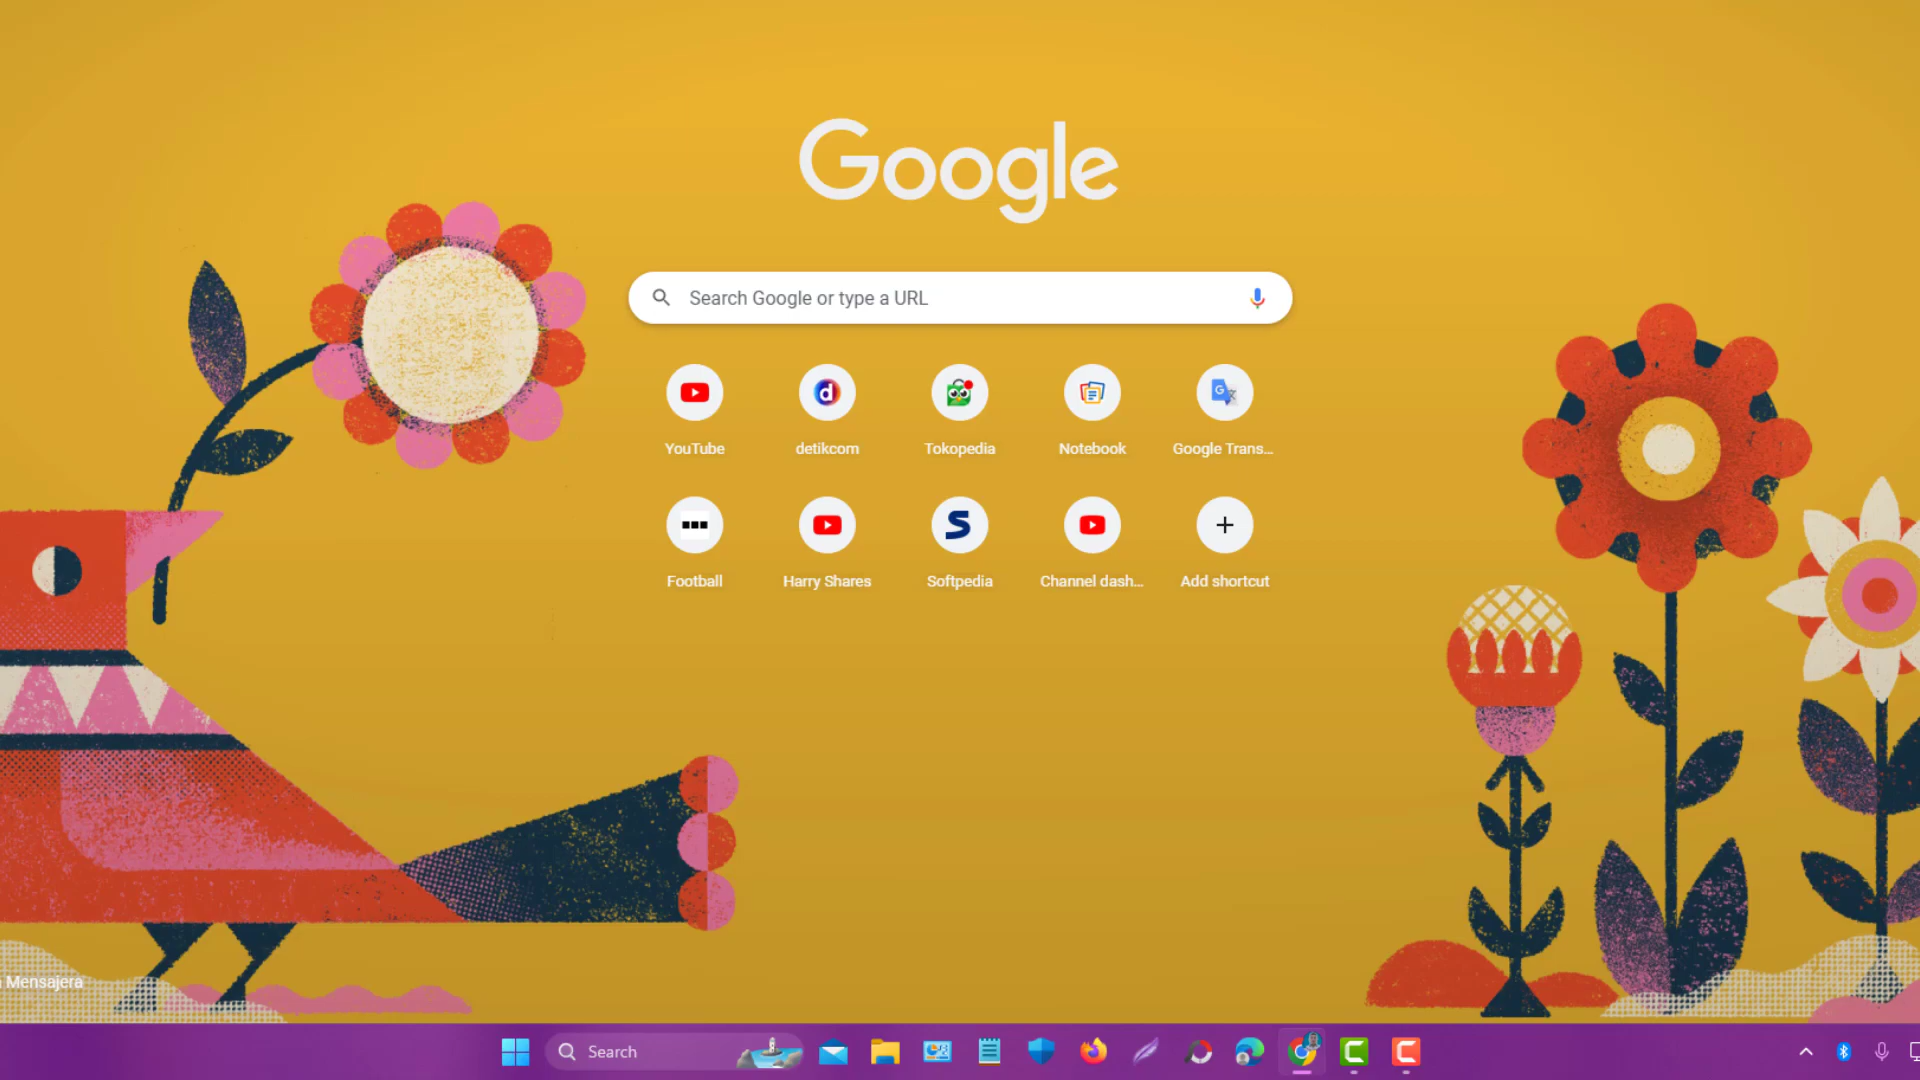 Google
Search Google or type a URL
YouTube
detikcom
Tokopedia
Notebook
Google Trans...
Football
Harry Shares
Softpedia
Channel dash...
Add shortcut
Mensajera
Search